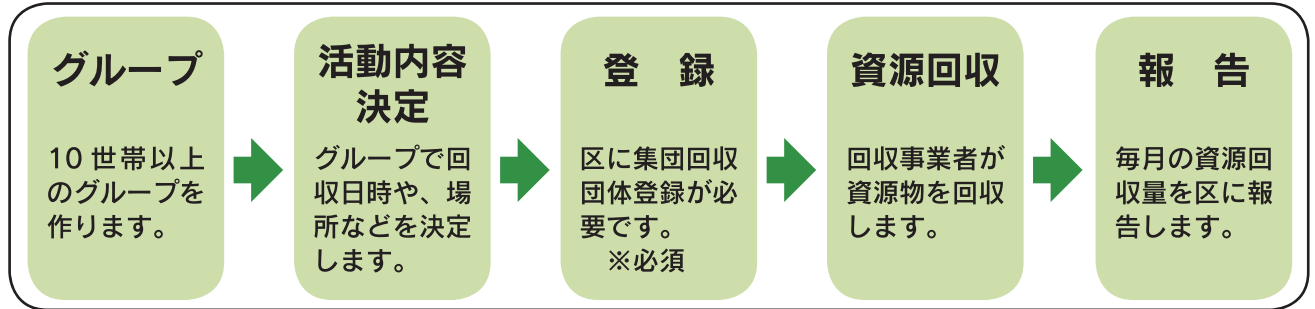 グループ
10 世帯以上
のグループを
作ります。
活動内容
決定
グループで回
収日時や、場
所などを決定
します。
登　録
区に集団回収
団体登録が必
要です。
※必須
資源回収
回収事業者が
資源物を回収
します。
報　告
毎月の資源回
収量を区に報
告します。